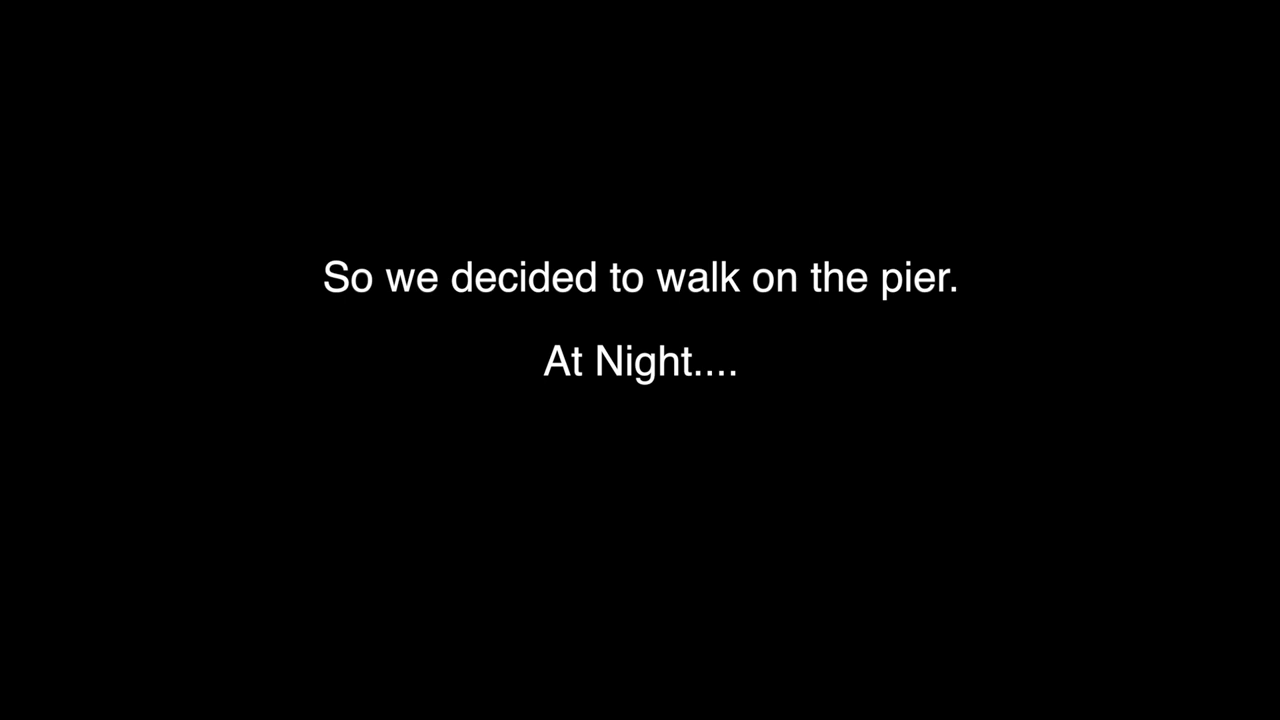 So we decided to walk on the pier.
At Night....